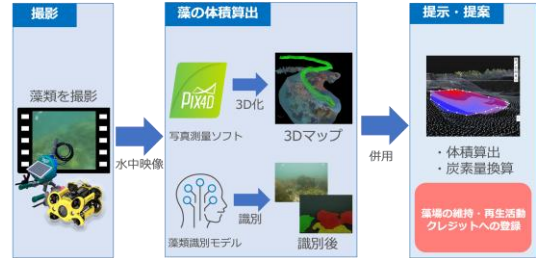 撮影
藻類を撮影
水中映像
藻の体積算出
PIX4D
写真測量ソフト
3D化
3Dマップ
藻類識別モデル
識別
識別後
併用
提示・提案
・体積算出
・炭素量換算
藻場の維持・再生活動
クレジットへの登録